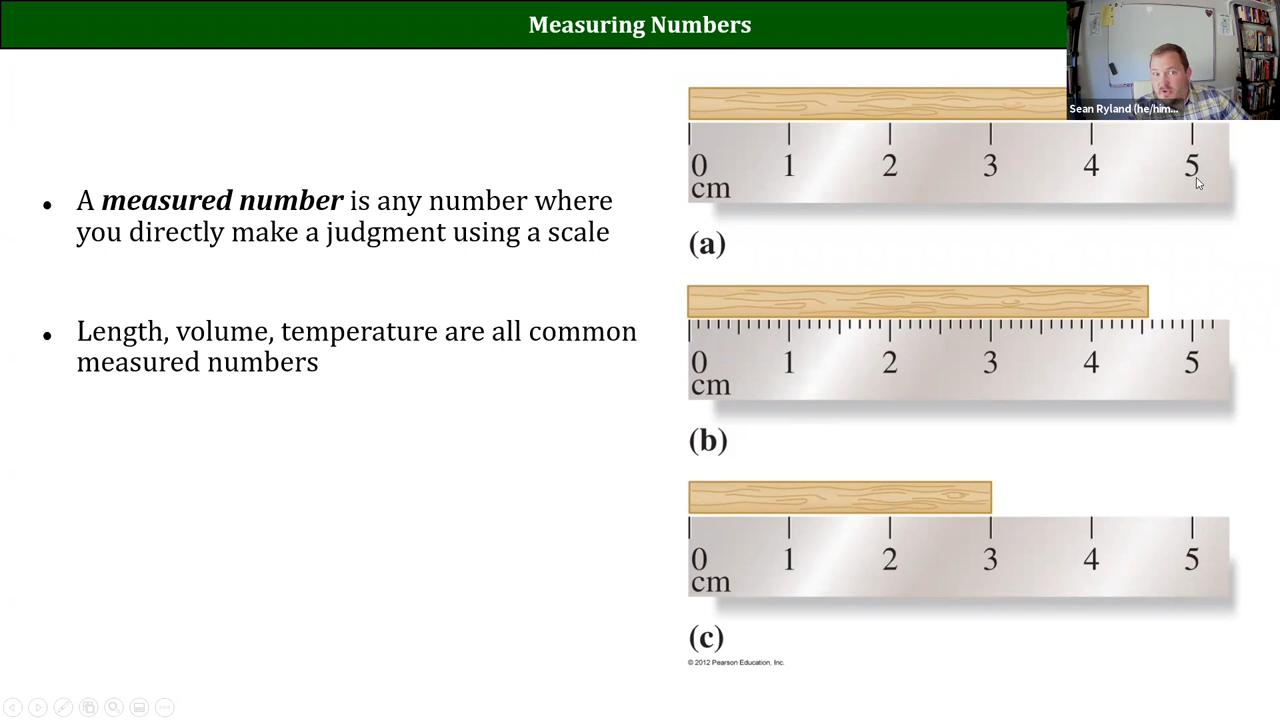 Measuring Numbers
Sean Ryland (he/him...
A measured number is any number where
you directly make a judgment using a scale
Length, volume, temperature are all common
measured numbers
0 1 2 3 4 5
cm
(a)
0 1 2 3 4 5
cm
(b)
0 1 2 3 4 5
cm
(c)
© 2012 Pearson Education, Inc.